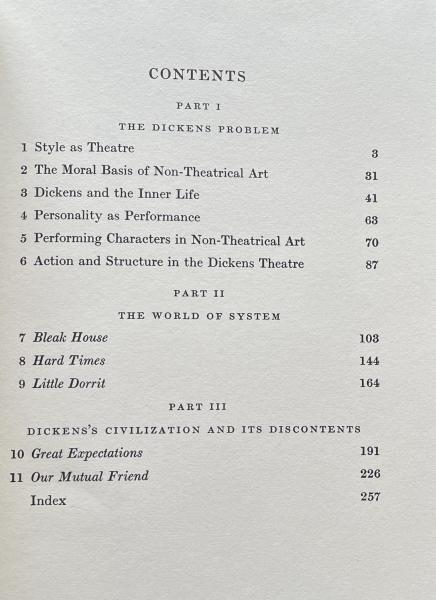 CONTENTS
PART I
THE DICKENS PROBLEM
1 Style as Theatre 3
2 The Moral Basis of Non-Theatrical Art 31
3 Dickens and the Inner Life 41
4 Personality as Performance 63
5 Performing Characters in Non-Theatrical Art 70
6 Action and Structure in the Dickens Theatre 87
PART II
THE WORLD OF SYSTEM
7 Bleak House 103
8 Hard Times 144
9 Little Dorrit 164
PART III
DICKENS'S CIVILIZATION AND ITS DISCONTENTS
10 Great Expectations 191
11 Our Mutual Friend 226
Index 257